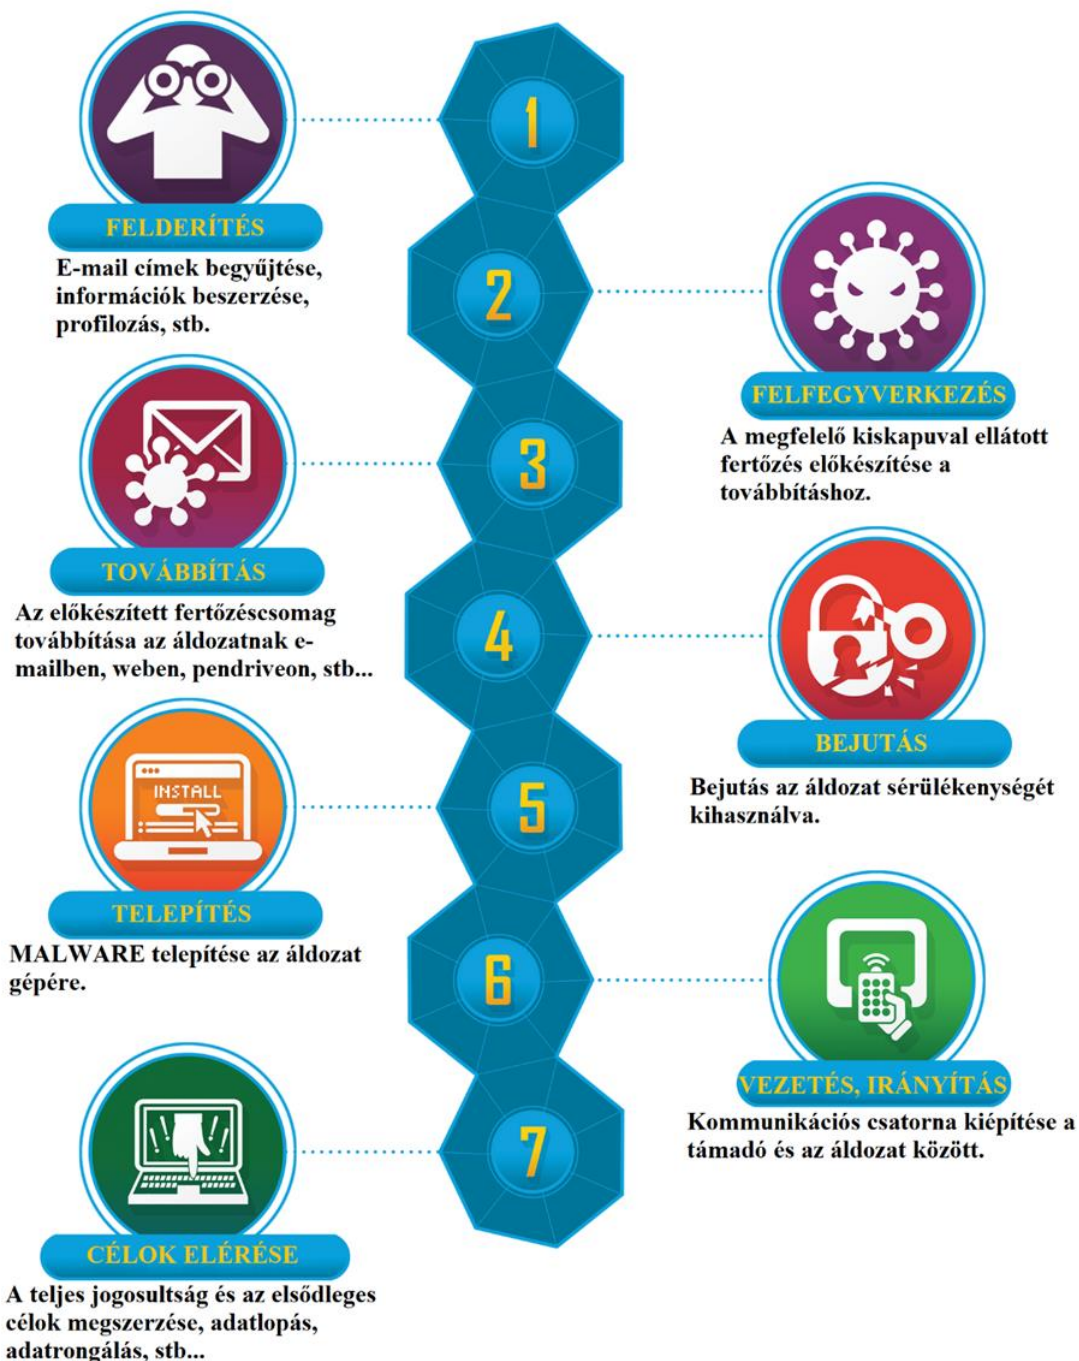 1
FELDERÍTÉS
E-mail címek begyűjtése,
információk beszerzése,
profilozás, stb.
2
FELFEGYVERKEZÉS
A megfelelő kiskapuval ellátott
fertőzés előkészítése a
továbbításhoz.
3
TOVÁBBÍTÁS
Az előkészített fertőzéscsomag
továbbítása az áldozatnak e-
mailben, weben, pendriveon, stb...
4
BEJUTÁS
Bejutás az áldozat sérülékenységét
kihasználva.
5
INSTALL
TELEPÍTÉS
MALWARE telepítése az áldozat
gépére.
6
VEZETÉS, IRÁNYÍTÁS
Kommunikációs csatorna kiépítése a
támadó és az áldozat között.
7
CÉLOK ELÉRÉSE
A teljes jogosultság és az elsődleges
célok megszerzése, adatlopás,
adatrongálás, stb...